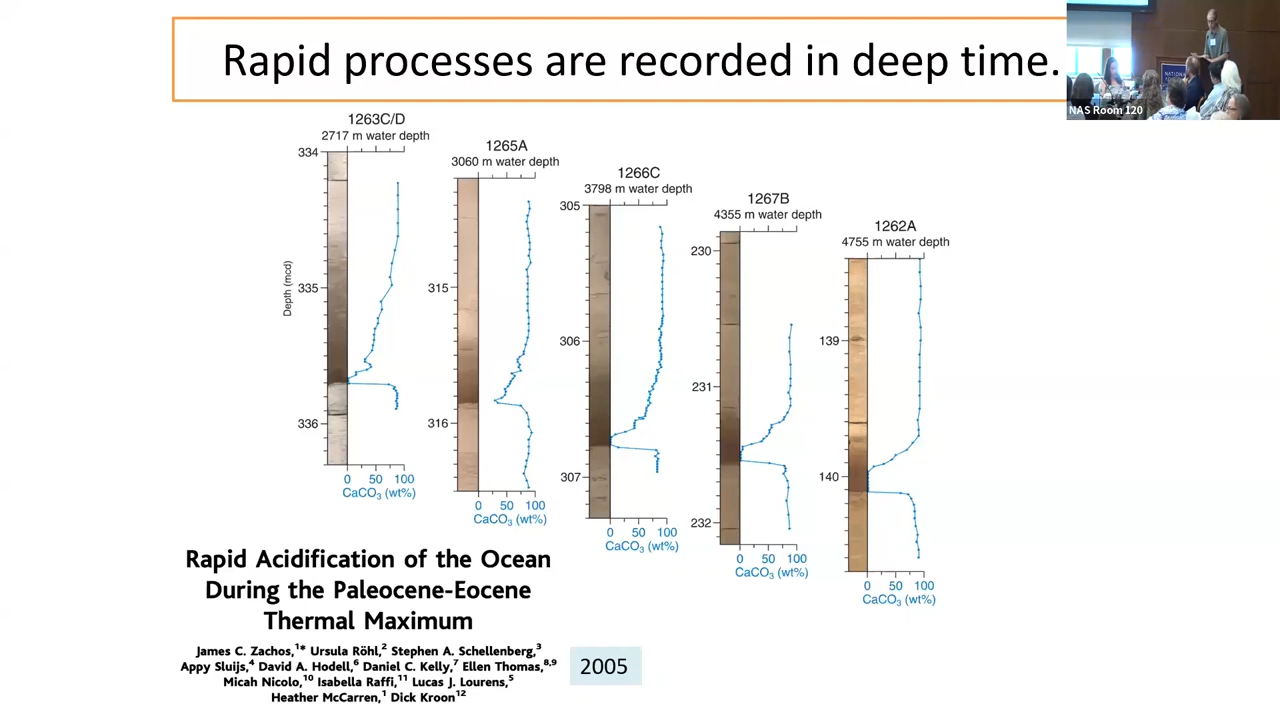 Rapid processes are recorded in deep time.
NATIONAL
NAS Room 120
1263C/D
2717 m water depth
334
335
336
Depth (mcd)
0 50 100
CaCO₃ (wt%)
1265A
3060 m water depth
315
316
0 50 100
CaCO₃ (wt%)
1266C
3798 m water depth
305
306
307
0 50 100
CaCO₃ (wt%)
1267B
4355 m water depth
230
231
232
0 50 100
CaCO₃ (wt%)
1262A
4755 m water depth
139
140
0 50 100
CaCO₃ (wt%)
Rapid Acidification of the Ocean
During the Paleocene-Eocene
Thermal Maximum
James C. Zachos,¹* Ursula Röhl,² Stephen A. Schellenberg,³
Appy Sluijs,⁴ David A. Hodell,⁶ Daniel C. Kelly,⁷ Ellen Thomas,⁸,⁹
Micah Nicolo,¹⁰ Isabella Raffi,¹¹ Lucas J. Lourens,⁵
Heather McCarren,¹ Dick Kroon¹²
2005